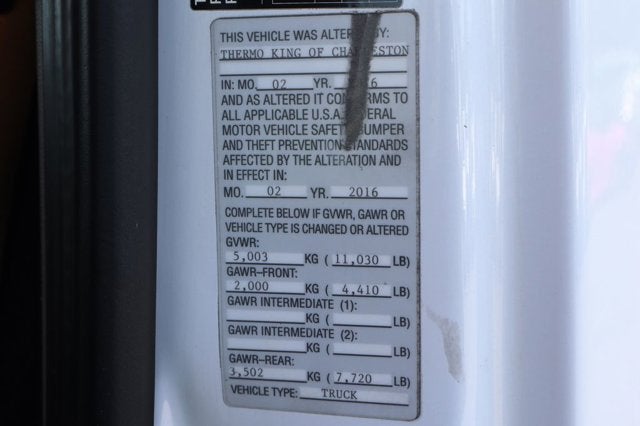 THIS VEHICLE WAS BY:
THERMO KING OF CHARLESTON
IN: MO. 02 YR.
AND AS ALTERED IT CONFORMS TO
ALL APPLICABLE U.S.A. FEDERAL
MOTOR VEHICLE SAFETY, BUMPER
AND THEFT PREVENTION STANDARDS
AFFECTED BY THE ALTERATION AND
IN EFFECT IN:
MO. 02 YR. 2016
COMPLETE BELOW IF GVWR, GAWR OR
VEHICLE TYPE IS CHANGED OR ALTERED
GVWR:
5,003 KG ( 11,030 LB)
GAWR–FRONT:
2,000 KG ( 4,410 LB)
GAWR INTERMEDIATE (1):
KG ( LB)
GAWR INTERMEDIATE (2):
KG ( LB)
GAWR–REAR:
3,502 KG ( 7,720 LB)
VEHICLE TYPE: TRUCK